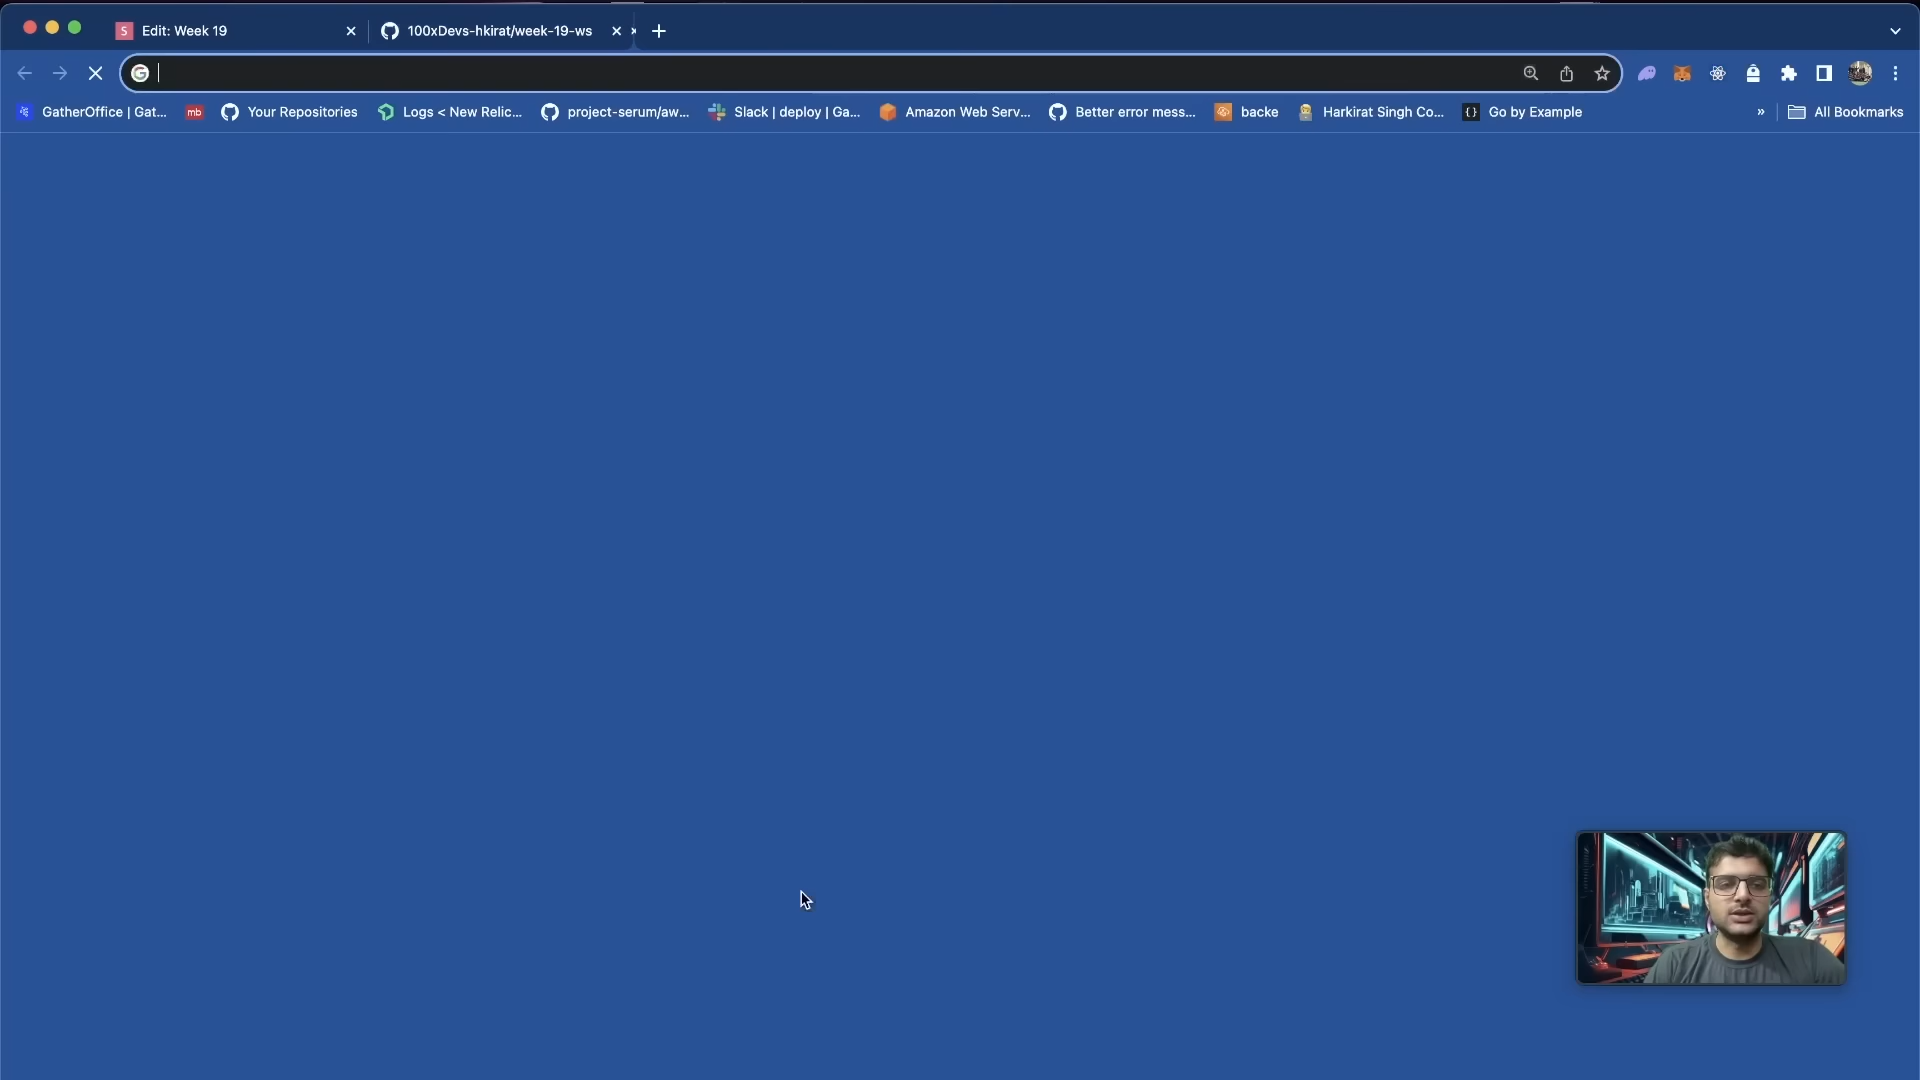 S Edit: Week 19
100xDevs-hkirat/week-19-ws
G
GatherOffice | Gat...
mb
Your Repositories
Logs < New Relic...
project-serum/aw...
Slack | deploy | Ga...
Amazon Web Serv...
Better error mess...
backe
Harkirat Singh Co...
{} Go by Example
»
All Bookmarks